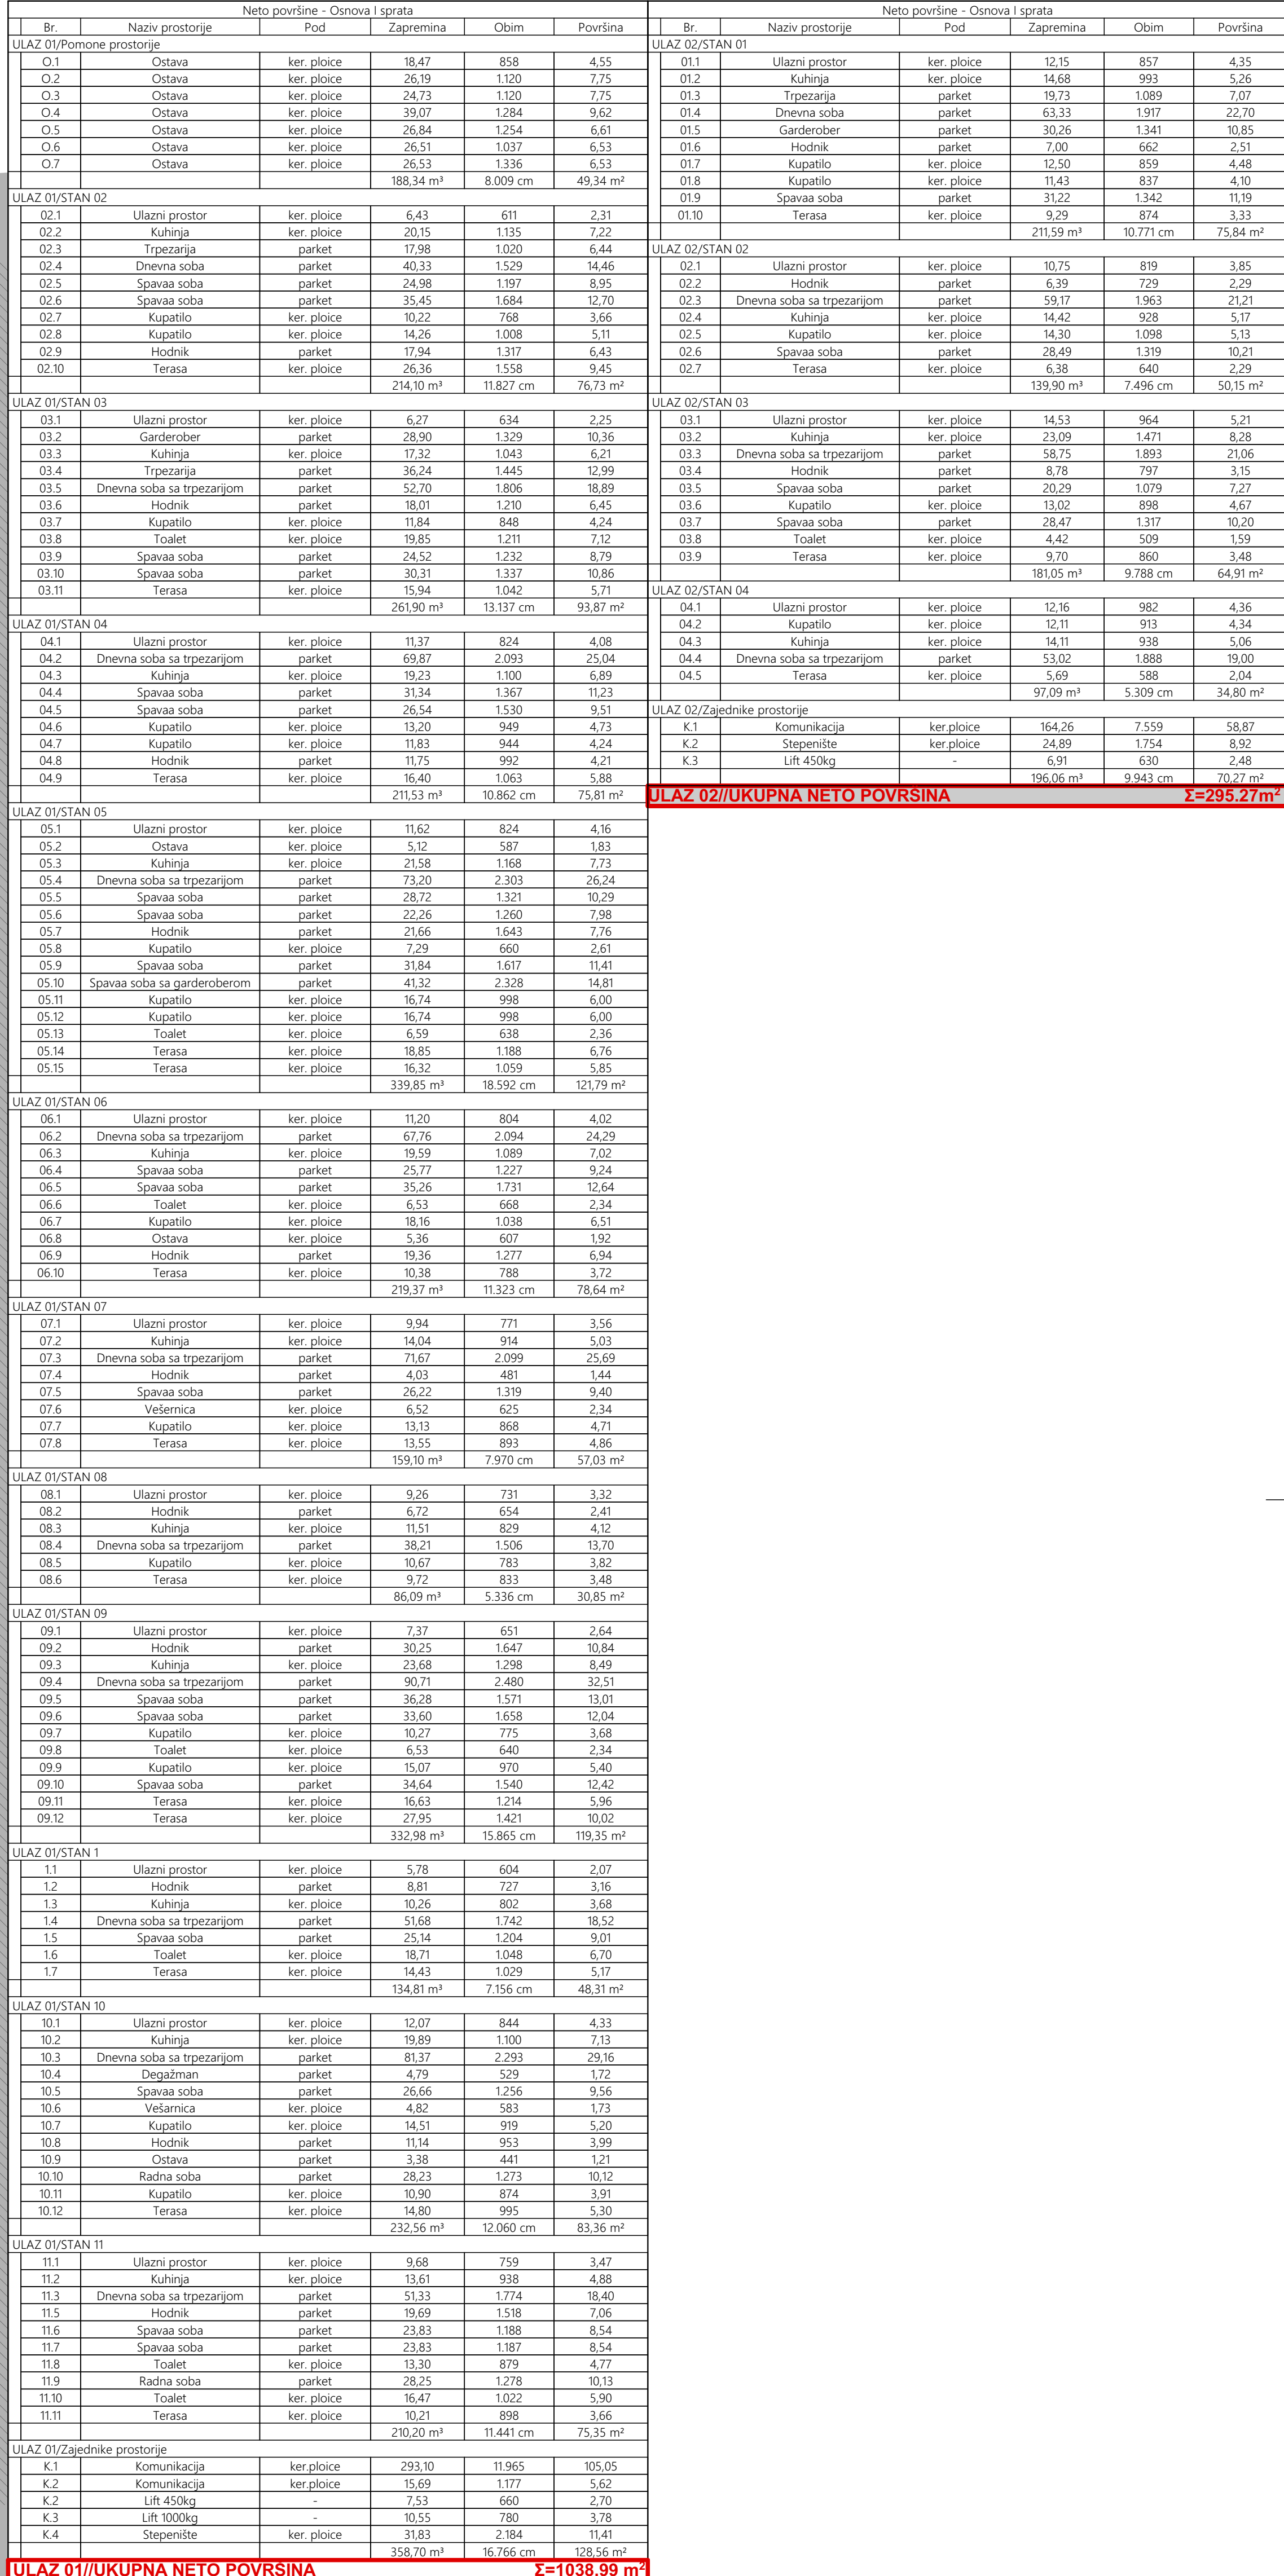 Neto površine - Osnova I sprata
Br. Naziv prostorije Pod Zapremina Obim Površina
ULAZ 01/Pomone prostorije
O.1 Ostava ker. ploice 18,47 858 4,55
O.2 Ostava ker. ploice 26,19 1.120 7,75
O.3 Ostava ker. ploice 24,73 1.120 7,75
O.4 Ostava ker. ploice 39,07 1.284 9,62
O.5 Ostava ker. ploice 26,84 1.254 6,61
O.6 Ostava ker. ploice 26,51 1.037 6,53
O.7 Ostava ker. ploice 26,53 1.336 6,53
188,34 m³ 8.009 cm 49,34 m²
ULAZ 01/STAN 02
02.1 Ulazni prostor ker. ploice 6,43 611 2,31
02.2 Kuhinja ker. ploice 20,15 1.135 7,22
02.3 Trpezarija parket 17,98 1.020 6,44
02.4 Dnevna soba parket 40,33 1.529 14,46
02.5 Spavaa soba parket 24,98 1.197 8,95
02.6 Spavaa soba parket 35,45 1.684 12,70
02.7 Kupatilo ker. ploice 10,22 768 3,66
02.8 Kupatilo ker. ploice 14,26 1.008 5,11
02.9 Hodnik parket 17,94 1.317 6,43
02.10 Terasa ker. ploice 26,36 1.558 9,45
214,10 m³ 11.827 cm 76,73 m²
ULAZ 01/STAN 03
03.1 Ulazni prostor ker. ploice 6,27 634 2,25
03.2 Garderober parket 28,90 1.329 10,36
03.3 Kuhinja ker. ploice 17,32 1.043 6,21
03.4 Trpezarija parket 36,24 1.445 12,99
03.5 Dnevna soba sa trpezarijom parket 52,70 1.806 18,89
03.6 Hodnik parket 18,01 1.210 6,45
03.7 Kupatilo ker. ploice 11,84 848 4,24
03.8 Toalet ker. ploice 19,85 1.211 7,12
03.9 Spavaa soba parket 24,52 1.232 8,79
03.10 Spavaa soba parket 30,31 1.337 10,86
03.11 Terasa ker. ploice 15,94 1.042 5,71
261,90 m³ 13.137 cm 93,87 m²
ULAZ 01/STAN 04
04.1 Ulazni prostor ker. ploice 11,37 824 4,08
04.2 Dnevna soba sa trpezarijom parket 69,87 2.093 25,04
04.3 Kuhinja ker. ploice 19,23 1.100 6,89
04.4 Spavaa soba parket 31,34 1.367 11,23
04.5 Spavaa soba parket 26,54 1.530 9,51
04.6 Kupatilo ker. ploice 13,20 949 4,73
04.7 Kupatilo ker. ploice 11,83 944 4,24
04.8 Hodnik parket 11,75 992 4,21
04.9 Terasa ker. ploice 16,40 1.063 5,88
211,53 m³ 10.862 cm 75,81 m²
ULAZ 01/STAN 05
05.1 Ulazni prostor ker. ploice 11,62 824 4,16
05.2 Ostava ker. ploice 5,12 587 1,83
05.3 Kuhinja ker. ploice 21,58 1.168 7,73
05.4 Dnevna soba sa trpezarijom parket 73,20 2.303 26,24
05.5 Spavaa soba parket 28,72 1.321 10,29
05.6 Spavaa soba parket 22,26 1.260 7,98
05.7 Hodnik parket 21,66 1.643 7,76
05.8 Kupatilo ker. ploice 7,29 660 2,61
05.9 Spavaa soba parket 31,84 1.617 11,41
05.10 Spavaa soba sa garderoberom parket 41,32 2.328 14,81
05.11 Kupatilo ker. ploice 16,74 998 6,00
05.12 Kupatilo ker. ploice 16,74 998 6,00
05.13 Toalet ker. ploice 6,59 638 2,36
05.14 Terasa ker. ploice 18,85 1.188 6,76
05.15 Terasa ker. ploice 16,32 1.059 5,85
339,85 m³ 18.592 cm 121,79 m²
ULAZ 01/STAN 06
06.1 Ulazni prostor ker. ploice 11,20 804 4,02
06.2 Dnevna soba sa trpezarijom parket 67,76 2.094 24,29
06.3 Kuhinja ker. ploice 19,59 1.089 7,02
06.4 Spavaa soba parket 25,77 1.227 9,24
06.5 Spavaa soba parket 35,26 1.731 12,64
06.6 Toalet ker. ploice 6,53 668 2,34
06.7 Kupatilo ker. ploice 18,16 1.038 6,51
06.8 Ostava ker. ploice 5,36 607 1,92
06.9 Hodnik parket 19,36 1.277 6,94
06.10 Terasa ker. ploice 10,38 788 3,72
219,37 m³ 11.323 cm 78,64 m²
ULAZ 01/STAN 07
07.1 Ulazni prostor ker. ploice 9,94 771 3,56
07.2 Kuhinja ker. ploice 14,04 914 5,03
07.3 Dnevna soba sa trpezarijom parket 71,67 2.099 25,69
07.4 Hodnik parket 4,03 481 1,44
07.5 Spavaa soba parket 26,22 1.319 9,40
07.6 Vešernica ker. ploice 6,52 625 2,34
07.7 Kupatilo ker. ploice 13,13 868 4,71
07.8 Terasa ker. ploice 13,55 893 4,86
159,10 m³ 7.970 cm 57,03 m²
ULAZ 01/STAN 08
08.1 Ulazni prostor ker. ploice 9,26 731 3,32
08.2 Hodnik parket 6,72 654 2,41
08.3 Kuhinja ker. ploice 11,51 829 4,12
08.4 Dnevna soba sa trpezarijom parket 38,21 1.506 13,70
08.5 Kupatilo ker. ploice 10,67 783 3,82
08.6 Terasa ker. ploice 9,72 833 3,48
86,09 m³ 5.336 cm 30,85 m²
ULAZ 01/STAN 09
09.1 Ulazni prostor ker. ploice 7,37 651 2,64
09.2 Hodnik parket 30,25 1.647 10,84
09.3 Kuhinja ker. ploice 23,68 1.298 8,49
09.4 Dnevna soba sa trpezarijom parket 90,71 2.480 32,51
09.5 Spavaa soba parket 36,28 1.571 13,01
09.6 Spavaa soba parket 33,60 1.658 12,04
09.7 Kupatilo ker. ploice 10,27 775 3,68
09.8 Toalet ker. ploice 6,53 640 2,34
09.9 Kupatilo ker. ploice 15,07 970 5,40
09.10 Spavaa soba parket 34,64 1.540 12,42
09.11 Terasa ker. ploice 16,63 1.214 5,96
09.12 Terasa ker. ploice 27,95 1.421 10,02
332,98 m³ 15.865 cm 119,35 m²
ULAZ 01/STAN 1
1.1 Ulazni prostor ker. ploice 5,78 604 2,07
1.2 Hodnik parket 8,81 727 3,16
1.3 Kuhinja ker. ploice 10,26 802 3,68
1.4 Dnevna soba sa trpezarijom parket 51,68 1.742 18,52
1.5 Spavaa soba parket 25,14 1.204 9,01
1.6 Toalet ker. ploice 18,71 1.048 6,70
1.7 Terasa ker. ploice 14,43 1.029 5,17
134,81 m³ 7.156 cm 48,31 m²
ULAZ 01/STAN 10
10.1 Ulazni prostor ker. ploice 12,07 844 4,33
10.2 Kuhinja ker. ploice 19,89 1.100 7,13
10.3 Dnevna soba sa trpezarijom parket 81,37 2.293 29,16
10.4 Degažman parket 4,79 529 1,72
10.5 Spavaa soba parket 26,66 1.256 9,56
10.6 Vešarnica ker. ploice 4,82 583 1,73
10.7 Kupatilo ker. ploice 14,51 919 5,20
10.8 Hodnik parket 11,14 953 3,99
10.9 Ostava parket 3,38 441 1,21
10.10 Radna soba parket 28,23 1.273 10,12
10.11 Kupatilo ker. ploice 10,90 874 3,91
10.12 Terasa ker. ploice 14,80 995 5,30
232,56 m³ 12.060 cm 83,36 m²
ULAZ 01/STAN 11
11.1 Ulazni prostor ker. ploice 9,68 759 3,47
11.2 Kuhinja ker. ploice 13,61 938 4,88
11.3 Dnevna soba sa trpezarijom parket 51,33 1.774 18,40
11.5 Hodnik parket 19,69 1.518 7,06
11.6 Spavaa soba parket 23,83 1.188 8,54
11.7 Spavaa soba parket 23,83 1.187 8,54
11.8 Toalet ker. ploice 13,30 879 4,77
11.9 Radna soba parket 28,25 1.278 10,13
11.10 Toalet ker. ploice 16,47 1.022 5,90
11.11 Terasa ker. ploice 10,21 898 3,66
210,20 m³ 11.441 cm 75,35 m²
ULAZ 01/Zajednike prostorije
K.1 Komunikacija ker.ploice 293,10 11.965 105,05
K.2 Komunikacija ker.ploice 15,69 1.177 5,62
K.2 Lift 450kg - 7,53 660 2,70
K.3 Lift 1000kg - 10,55 780 3,78
K.4 Stepenište ker. ploice 31,83 2.184 11,41
358,70 m³ 16.766 cm 128,56 m²
ULAZ 01//UKUPNA NETO POVRSINA Σ=1038.99 m²
Neto površine - Osnova I sprata
Br. Naziv prostorije Pod Zapremina Obim Površina
ULAZ 02/STAN 01
01.1 Ulazni prostor ker. ploice 12,15 857 4,35
01.2 Kuhinja ker. ploice 14,68 993 5,26
01.3 Trpezarija parket 19,73 1.089 7,07
01.4 Dnevna soba parket 63,33 1.917 22,70
01.5 Garderober parket 30,26 1.341 10,85
01.6 Hodnik parket 7,00 662 2,51
01.7 Kupatilo ker. ploice 12,50 859 4,48
01.8 Kupatilo ker. ploice 11,43 837 4,10
01.9 Spavaa soba parket 31,22 1.342 11,19
01.10 Terasa ker. ploice 9,29 874 3,33
211,59 m³ 10.771 cm 75,84 m²
ULAZ 02/STAN 02
02.1 Ulazni prostor ker. ploice 10,75 819 3,85
02.2 Hodnik parket 6,39 729 2,29
02.3 Dnevna soba sa trpezarijom parket 59,17 1.963 21,21
02.4 Kuhinja ker. ploice 14,42 928 5,17
02.5 Kupatilo ker. ploice 14,30 1.098 5,13
02.6 Spavaa soba parket 28,49 1.319 10,21
02.7 Terasa ker. ploice 6,38 640 2,29
139,90 m³ 7.496 cm 50,15 m²
ULAZ 02/STAN 03
03.1 Ulazni prostor ker. ploice 14,53 964 5,21
03.2 Kuhinja ker. ploice 23,09 1.471 8,28
03.3 Dnevna soba sa trpezarijom parket 58,75 1.893 21,06
03.4 Hodnik parket 8,78 797 3,15
03.5 Spavaa soba parket 20,29 1.079 7,27
03.6 Kupatilo ker. ploice 13,02 898 4,67
03.7 Spavaa soba parket 28,47 1.317 10,20
03.8 Toalet ker. ploice 4,42 509 1,59
03.9 Terasa ker. ploice 9,70 860 3,48
181,05 m³ 9.788 cm 64,91 m²
ULAZ 02/STAN 04
04.1 Ulazni prostor ker. ploice 12,16 982 4,36
04.2 Kupatilo ker. ploice 12,11 913 4,34
04.3 Kuhinja ker. ploice 14,11 938 5,06
04.4 Dnevna soba sa trpezarijom parket 53,02 1.888 19,00
04.5 Terasa ker. ploice 5,69 588 2,04
97,09 m³ 5.309 cm 34,80 m²
ULAZ 02/Zajednike prostorije
K.1 Komunikacija ker.ploice 164,26 7.559 58,87
K.2 Stepenište ker.ploice 24,89 1.754 8,92
K.3 Lift 450kg - 6,91 630 2,48
196,06 m³ 9.943 cm 70,27 m²
ULAZ 02//UKUPNA NETO POVRSINA Σ=295.27m²